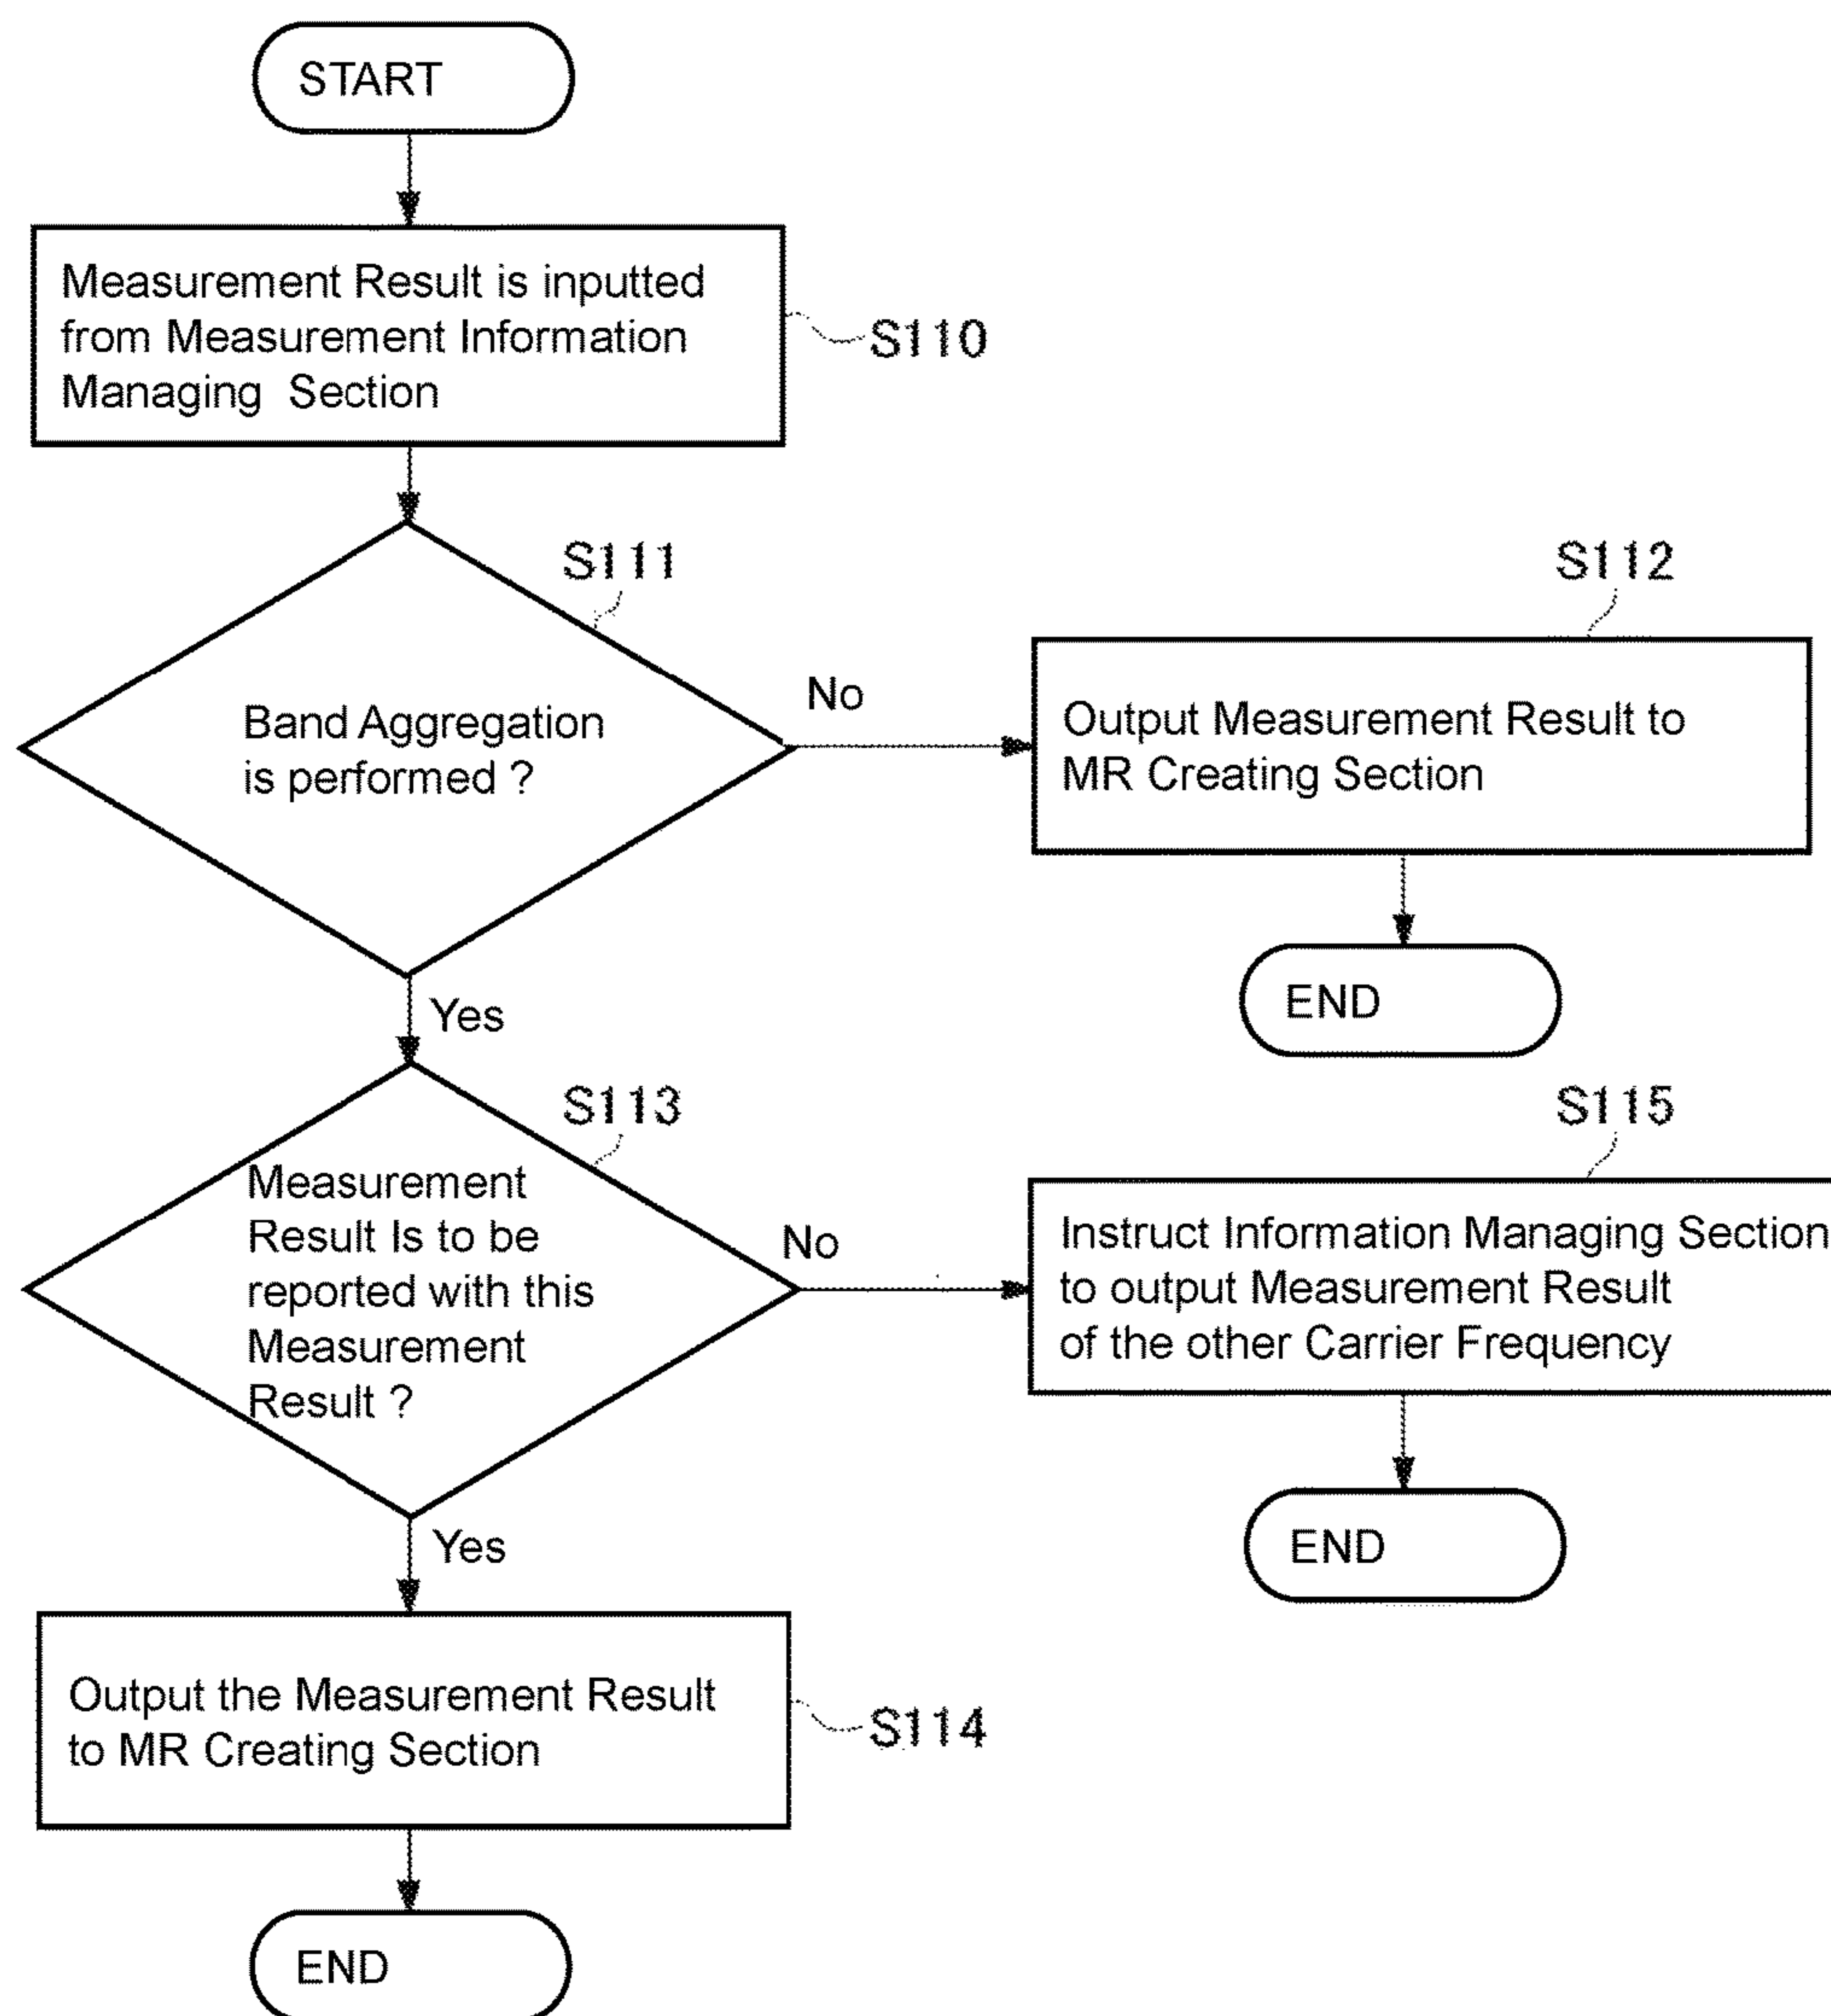 START
Measurement Result is inputted
from Measurement Information
Managing Section
S110
S111
Band Aggregation
is performed ?
No
S112
Output Measurement Result to
MR Creating Section
END
Yes
S113
Measurement
Result Is to be
reported with this
Measurement
Result ?
No
S115
Instruct Information Managing Section
to output Measurement Result
of the other Carrier Frequency
END
Yes
Output the Measurement Result
to MR Creating Section
S114
END